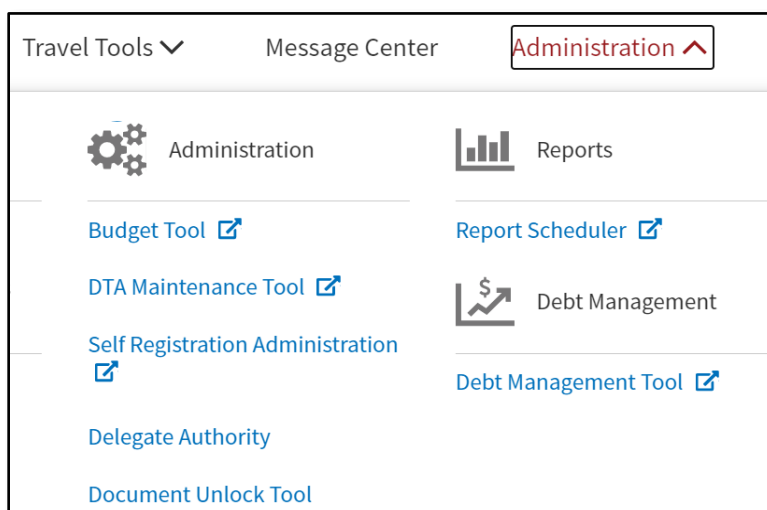 Travel Tools Message Center Administration
Administration
Budget Tool
DTA Maintenance Tool
Self Registration Administration
Delegate Authority
Document Unlock Tool
Reports
Report Scheduler
$
Debt Management
Debt Management Tool